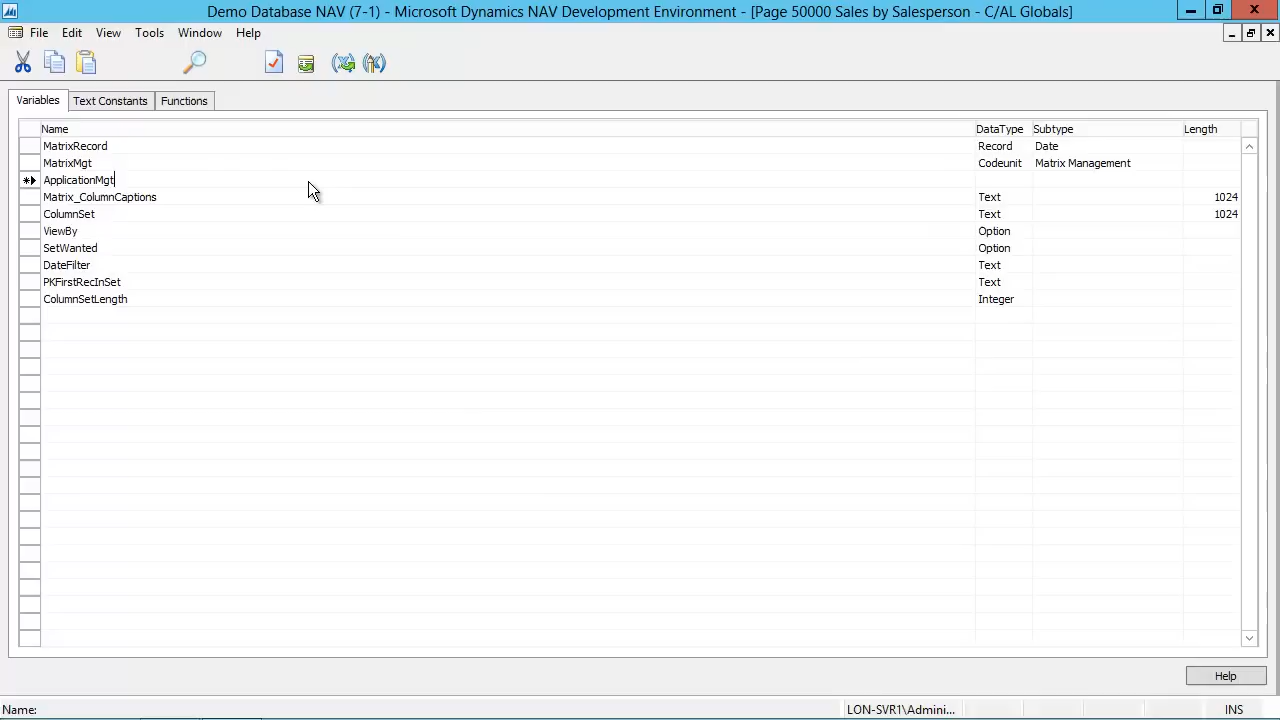 Demo Database NAV (7-1) - Microsoft Dynamics NAV Development Environment - [Page 50000 Sales by Salesperson - C/AL Globals]
File Edit View Tools Window Help
Variables Text Constants Functions
Name DataType Subtype Length
MatrixRecord Record Date
MatrixMgt Codeunit Matrix Management
ApplicationMgt
Matrix_ColumnCaptions Text 1024
ColumnSet Text 1024
ViewBy Option
SetWanted Option
DateFilter Text
PKFirstRecInSet Text
ColumnSetLength Integer
Help
Name: LON-SVR1\Admini... INS